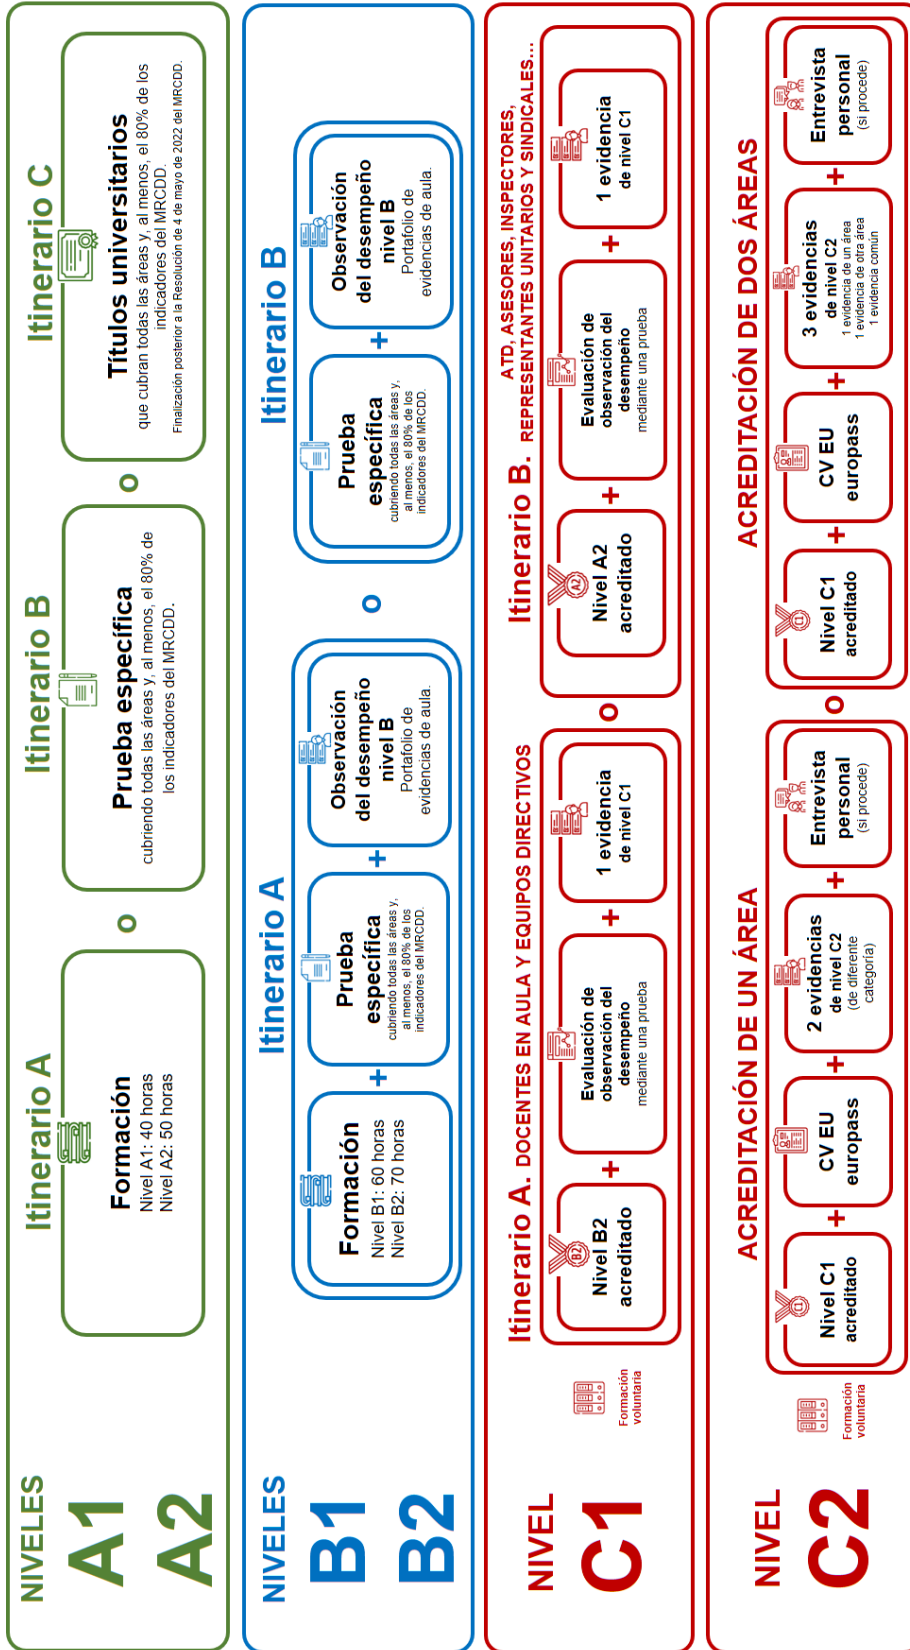 NIVELES
A1
A2
Itinerario A
Formación
Nivel A1: 40 horas
Nivel A2: 50 horas
o
Itinerario B
Prueba específica
cubriendo todas las áreas y, al menos, el 80% de
los indicadores del MRCDD.
o
Itinerario C
Títulos universitarios
que cubran todas las áreas y, al menos, el 80% de los
indicadores del MRCDD.
Finalización posterior a la Resolución de 4 de mayo de 2022 del MRCDD.
NIVELES
B1
B2
Itinerario A
Formación
Nivel B1: 60 horas
Nivel B2: 70 horas
+
Prueba
específica
cubriendo todas las áreas y,
al menos, el 80% de los
indicadores del MRCDD.
+
Observación
del desempeño
nivel B
Portafolio de
evidencias de aula.
o
Itinerario B
Prueba
específica
cubriendo todas las áreas y,
al menos, el 80% de los
indicadores del MRCDD.
+
Observación
del desempeño
nivel B
Portafolio de
evidencias de aula.
NIVEL
C1
Formación
voluntaria
Itinerario A. DOCENTES EN AULA Y EQUIPOS DIRECTIVOS
B2
Nivel B2
acreditado
+
Evaluación de
observación del
desempeño
mediante una prueba
+
1 evidencia
de nivel C1
o
ATD, ASESORES, INSPECTORES,
Itinerario B. REPRESENTANTES UNITARIOS Y SINDICALES...
A2
Nivel A2
acreditado
+
Evaluación de
observación del
desempeño
mediante una prueba
+
1 evidencia
de nivel C1
NIVEL
C2
Formación
voluntaria
ACREDITACIÓN DE UN ÁREA
C1
Nivel C1
acreditado
+
CV EU
europass
+
2 evidencias
de nivel C2
(de diferente
categoría)
+
Entrevista
personal
(si procede)
o
ACREDITACIÓN DE DOS ÁREAS
C1
Nivel C1
acreditado
+
CV EU
europass
+
3 evidencias
de nivel C2
1 evidencia de un área
1 evidencia de otra área
1 evidencia común
+
Entrevista
personal
(si procede)